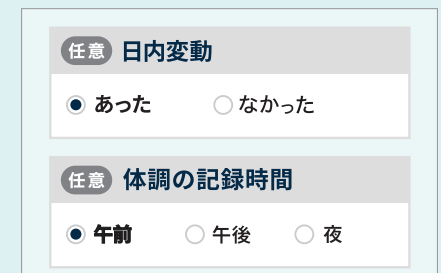 任意 日内変動
あった なかった
任意 体調の記録時間
午前 午後 夜